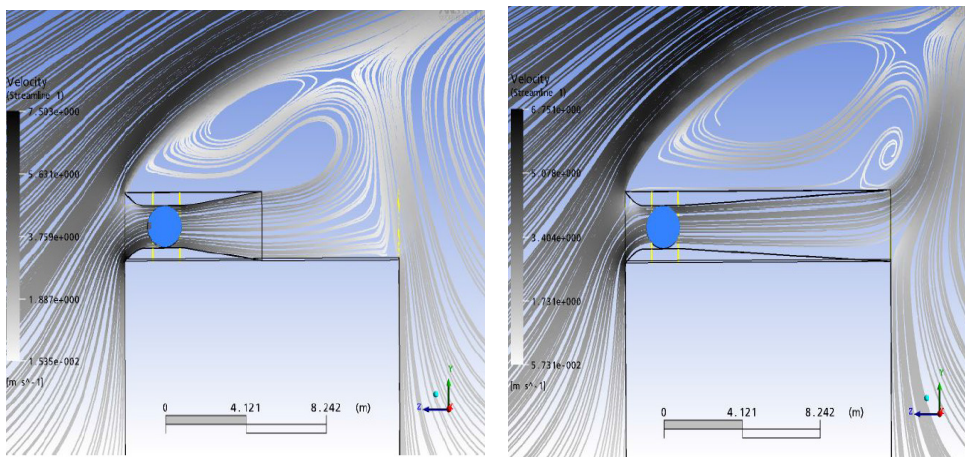 Velocity
(Streamline 1)
7.503e+000
5.631e+000
3.759e+000
1.887e+000
1.535e-002
[m s^-1]
0 4.121 8.242 (m)
Y
Z
X
Velocity
(Streamline 1)
6.751e+000
5.078e+000
3.404e+000
1.731e+000
5.731e-002
[m s^-1]
0 4.121 8.242 (m)
Y
Z
X